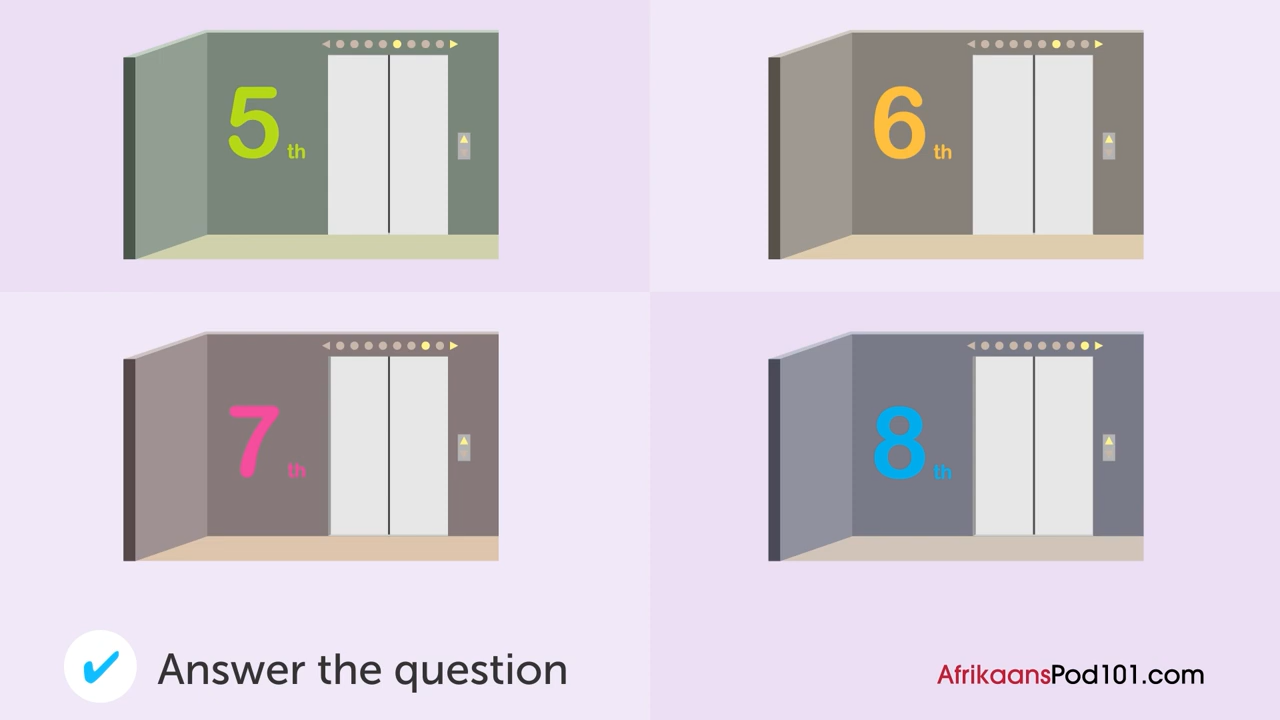 5th
6th
7th
8th
✔ Answer the question
AfrikaansPod101.com